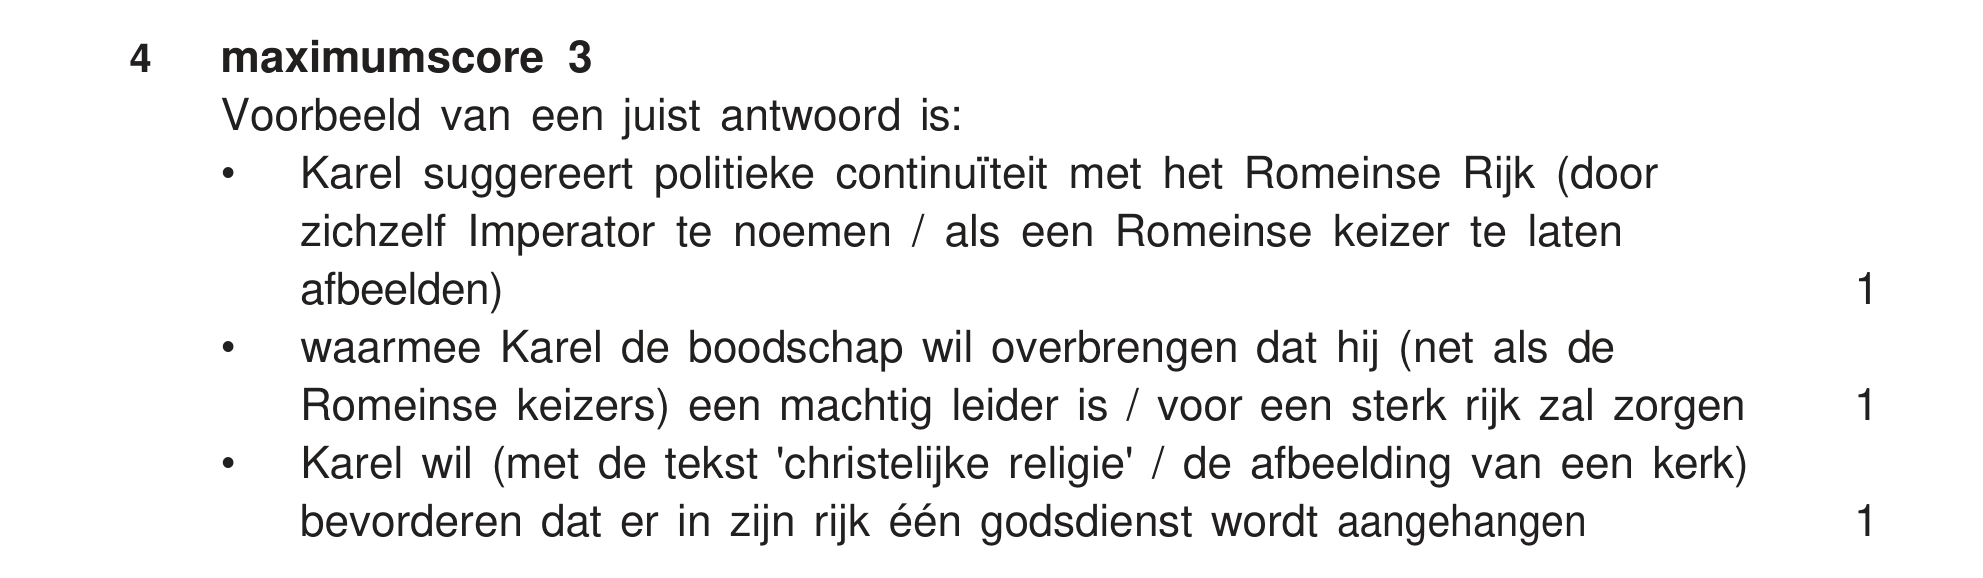 4 maximumscore 3
Voorbeeld van een juist antwoord is:
• Karel suggereert politieke continuïteit met het Romeinse Rijk (door
zichzelf Imperator te noemen / als een Romeinse keizer te laten
afbeelden) 1
• waarmee Karel de boodschap wil overbrengen dat hij (net als de
Romeinse keizers) een machtig leider is / voor een sterk rijk zal zorgen 1
• Karel wil (met de tekst 'christelijke religie' / de afbeelding van een kerk)
bevorderen dat er in zijn rijk één godsdienst wordt aangehangen 1